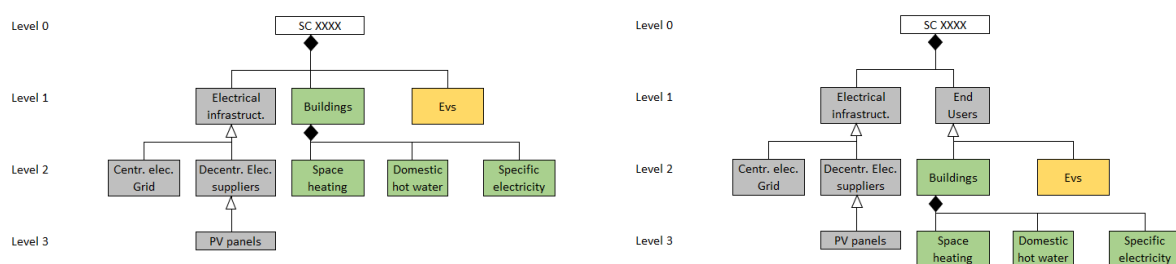 Level 0
SC XXXX
Level 1
Electrical
infrastruct.
Buildings
Evs
Level 2
Centr. elec.
Grid
Decentr. Elec.
suppliers
Space
heating
Domestic
hot water
Specific
electricity
Level 3
PV panels
Level 0
SC XXXX
Level 1
Electrical
infrastruct.
End
Users
Level 2
Centr. elec.
Grid
Decentr. Elec.
suppliers
Buildings
Evs
Level 3
PV panels
Space
heating
Domestic
hot water
Specific
electricity